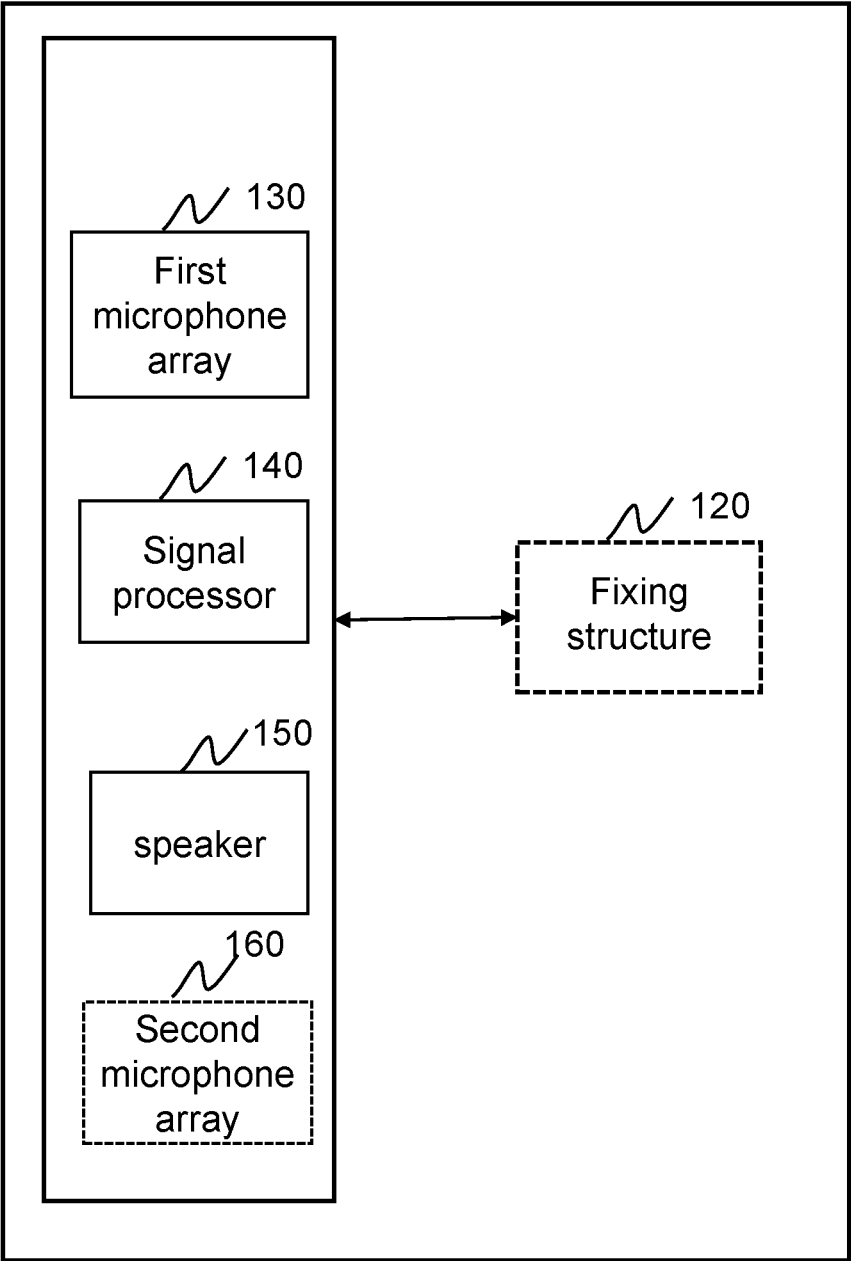 130
First
microphone
array
140
Signal
processor
120
Fixing
structure
150
speaker
160
Second
microphone
array